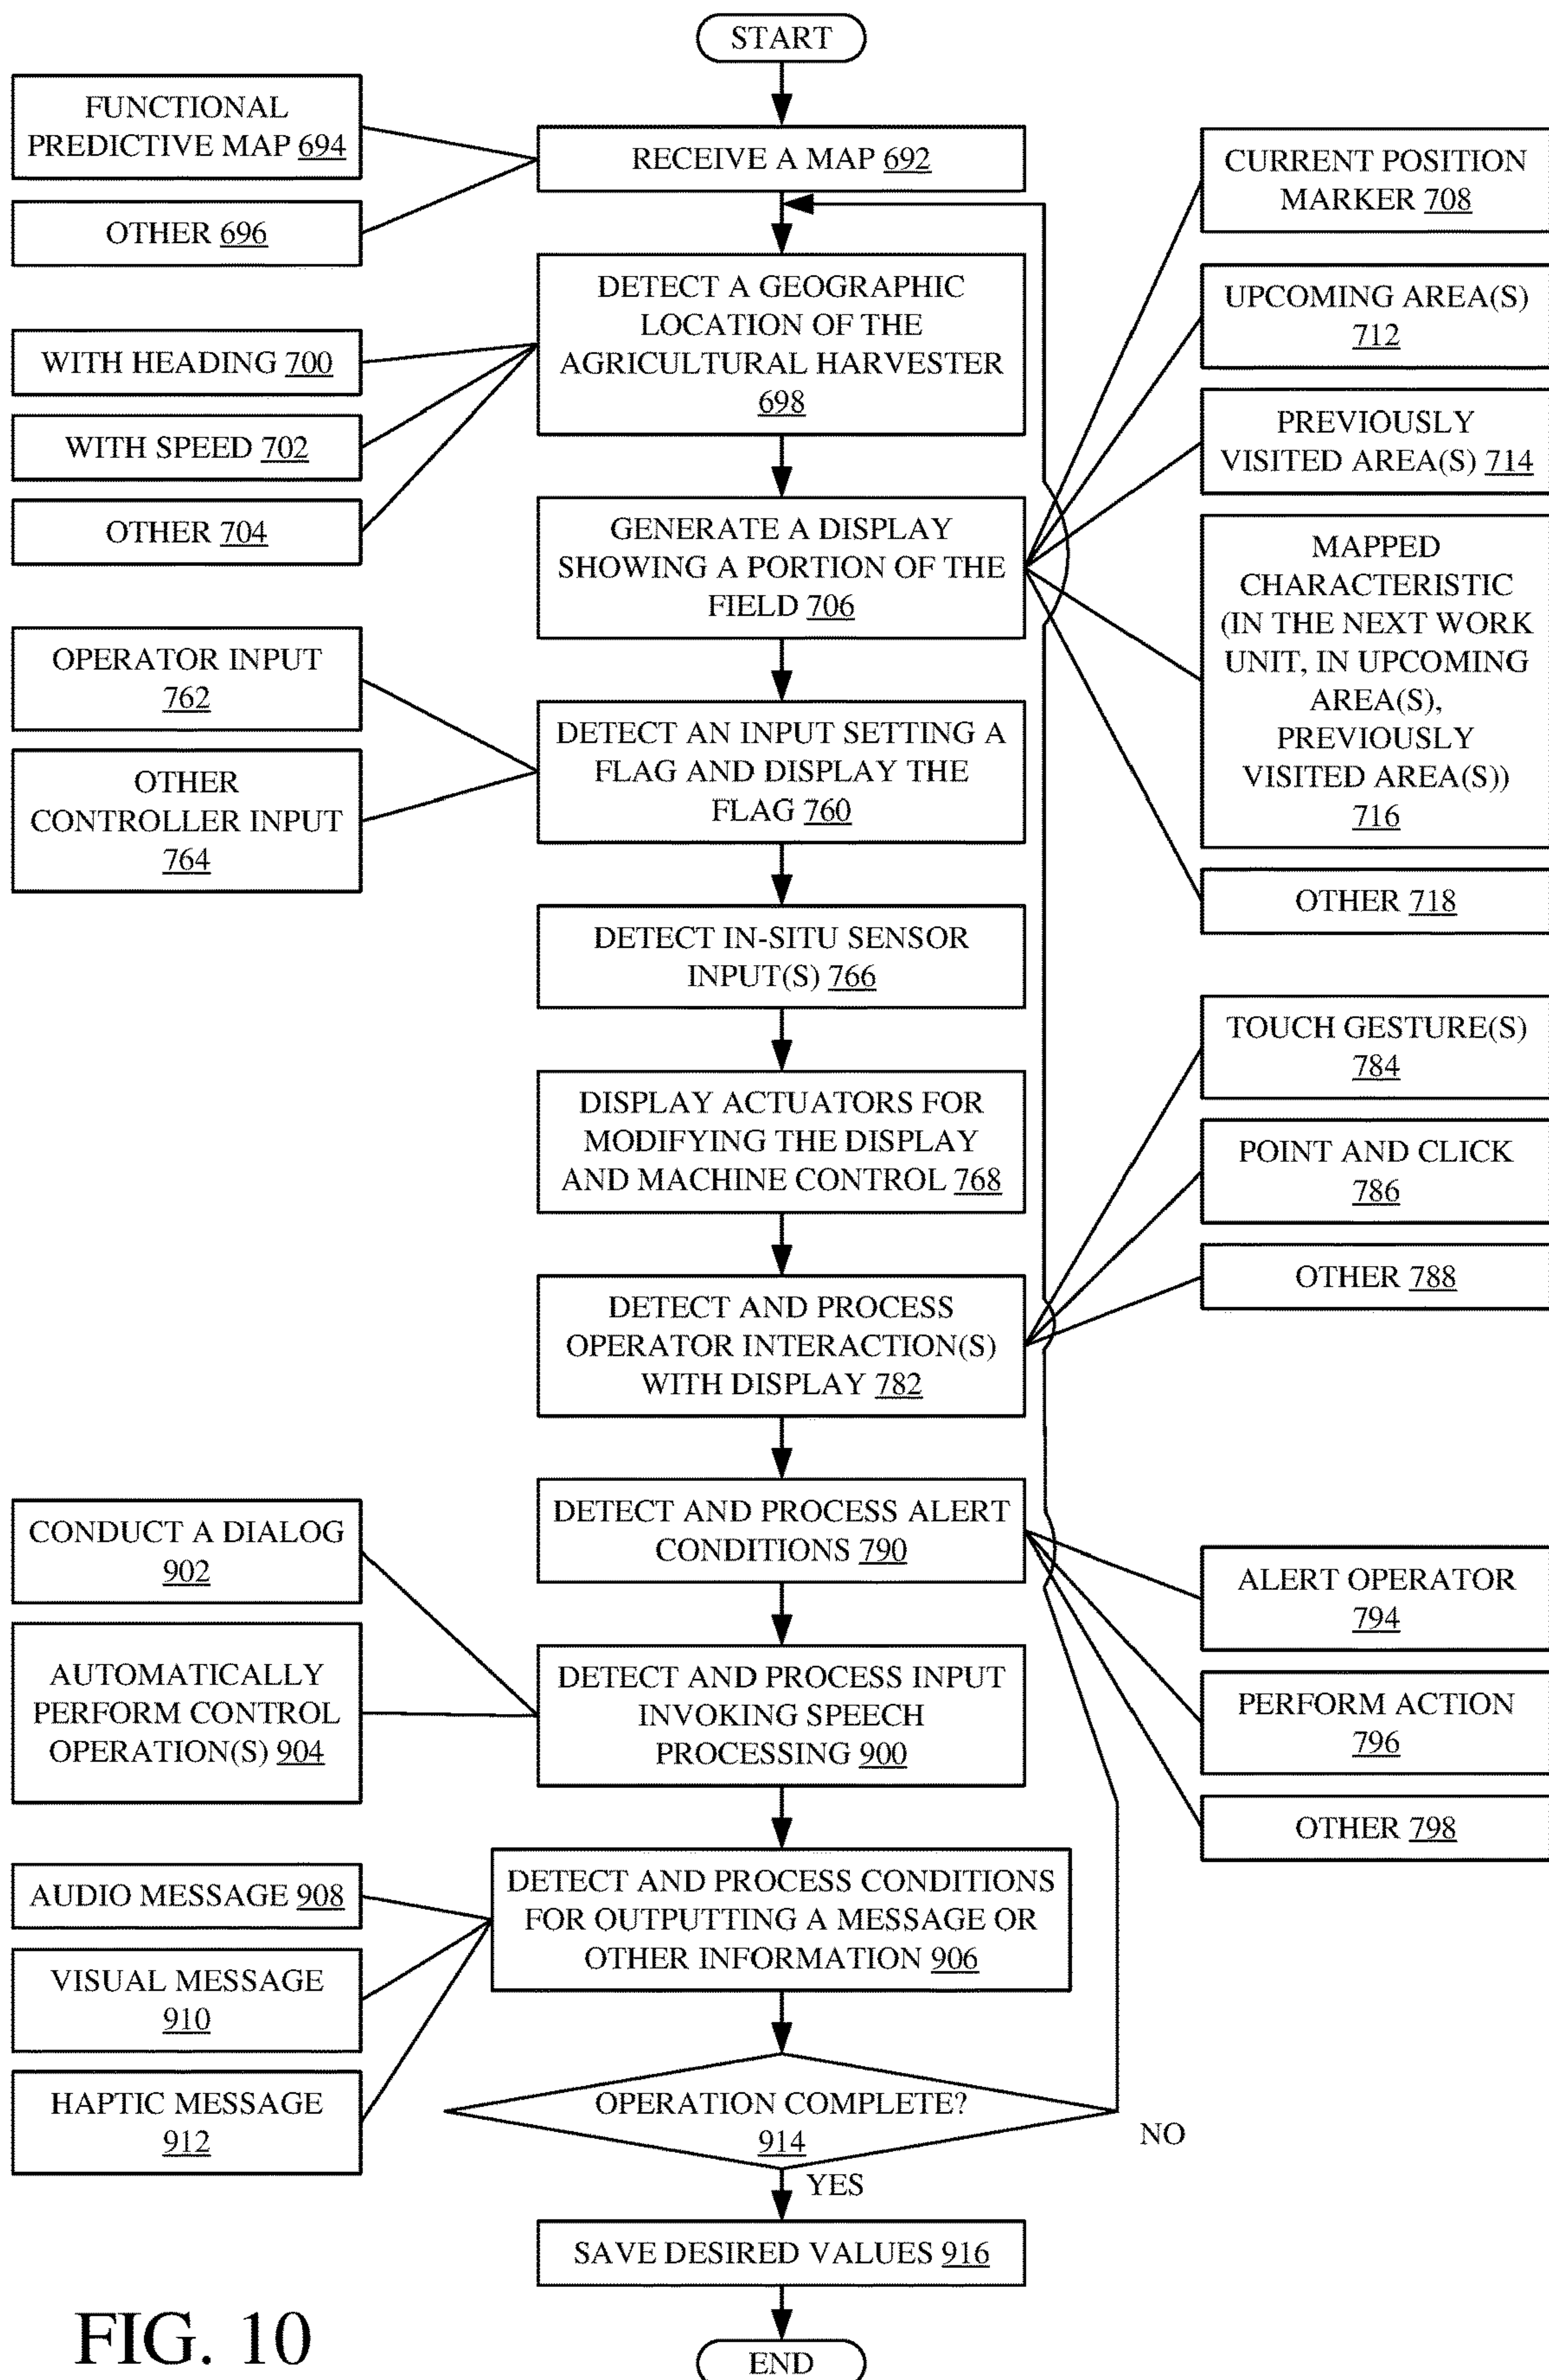 START
FUNCTIONAL
PREDICTIVE MAP 694
OTHER 696
RECEIVE A MAP 692
CURRENT POSITION
MARKER 708
UPCOMING AREA(S)
712
PREVIOUSLY
VISITED AREA(S) 714
MAPPED
CHARACTERISTIC
(IN THE NEXT WORK
UNIT, IN UPCOMING
AREA(S),
PREVIOUSLY
VISITED AREA(S))
716
OTHER 718
WITH HEADING 700
WITH SPEED 702
OTHER 704
DETECT A GEOGRAPHIC
LOCATION OF THE
AGRICULTURAL HARVESTER
698
GENERATE A DISPLAY
SHOWING A PORTION OF THE
FIELD 706
OPERATOR INPUT
762
OTHER
CONTROLLER INPUT
764
DETECT AN INPUT SETTING A
FLAG AND DISPLAY THE
FLAG 760
DETECT IN-SITU SENSOR
INPUT(S) 766
DISPLAY ACTUATORS FOR
MODIFYING THE DISPLAY
AND MACHINE CONTROL 768
TOUCH GESTURE(S)
784
POINT AND CLICK
786
OTHER 788
DETECT AND PROCESS
OPERATOR INTERACTION(S)
WITH DISPLAY 782
DETECT AND PROCESS ALERT
CONDITIONS 790
ALERT OPERATOR
794
PERFORM ACTION
796
OTHER 798
CONDUCT A DIALOG
902
AUTOMATICALLY
PERFORM CONTROL
OPERATION(S) 904
DETECT AND PROCESS INPUT
INVOKING SPEECH
PROCESSING 900
AUDIO MESSAGE 908
VISUAL MESSAGE
910
HAPTIC MESSAGE
912
DETECT AND PROCESS CONDITIONS
FOR OUTPUTTING A MESSAGE OR
OTHER INFORMATION 906
OPERATION COMPLETE?
914
NO
YES
SAVE DESIRED VALUES 916
END
FIG. 10